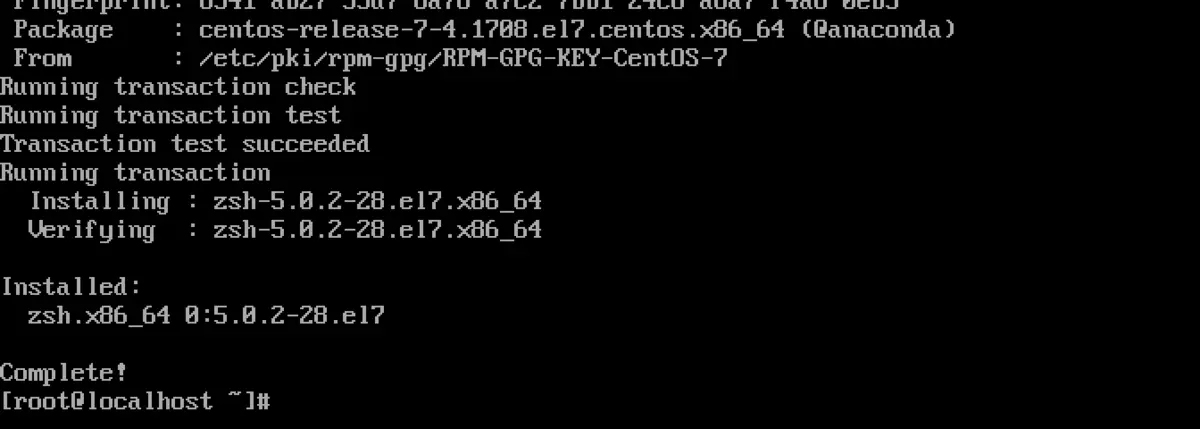 Package    : centos-release-7-4.1708.el7.centos.x86_64 (@anaconda)
From       : /etc/pki/rpm-gpg/RPM-GPG-KEY-CentOS-7
Running transaction check
Running transaction test
Transaction test succeeded
Running transaction
  Installing : zsh-5.0.2-28.el7.x86_64
  Verifying  : zsh-5.0.2-28.el7.x86_64
Installed:
  zsh.x86_64 0:5.0.2-28.el7
Complete!
[root@localhost ~]#